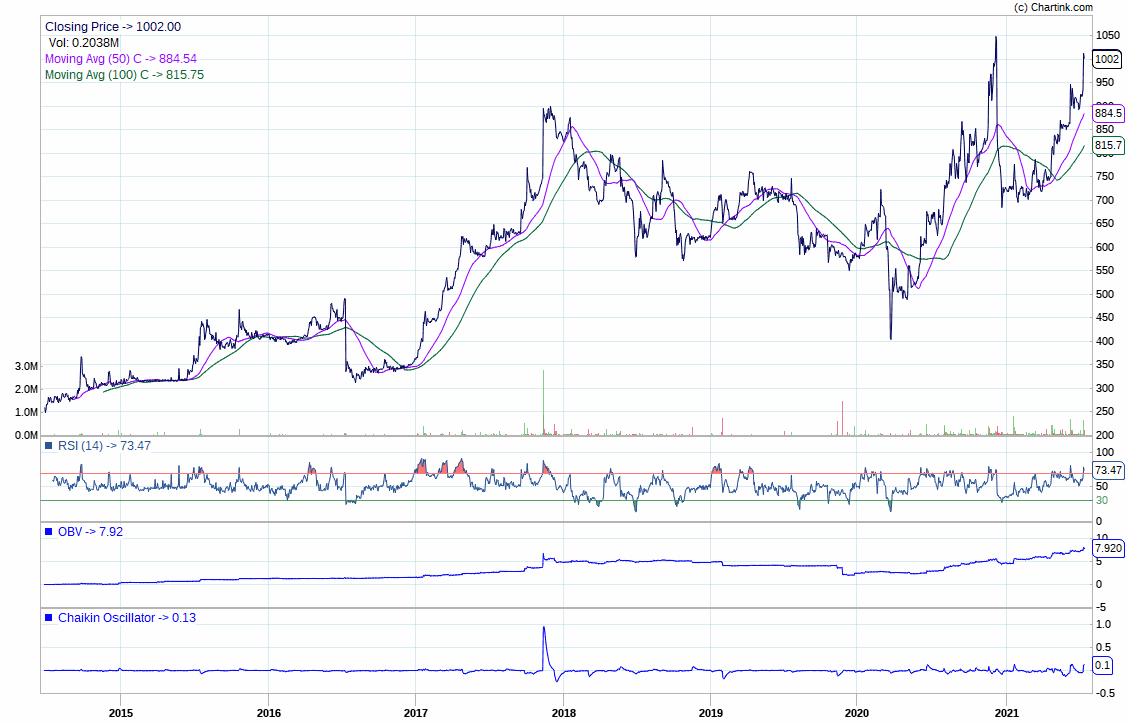 (c) Chartink.com
Closing Price -> 1002.00
Vol: 0.2038M
Moving Avg (50) C -> 884.54
Moving Avg (100) C -> 815.75
1050
1002
950
884.5
850
815.7
750
700
650
600
550
500
450
400
350
300
250
200
3.0M
2.0M
1.0M
0.0M
RSI (14) -> 73.47
100
73.47
50
30
0
OBV -> 7.92
10
7.920
5
0
-5
Chaikin Oscillator -> 0.13
1.0
0.5
0.1
-0.5
2015 2016 2017 2018 2019 2020 2021